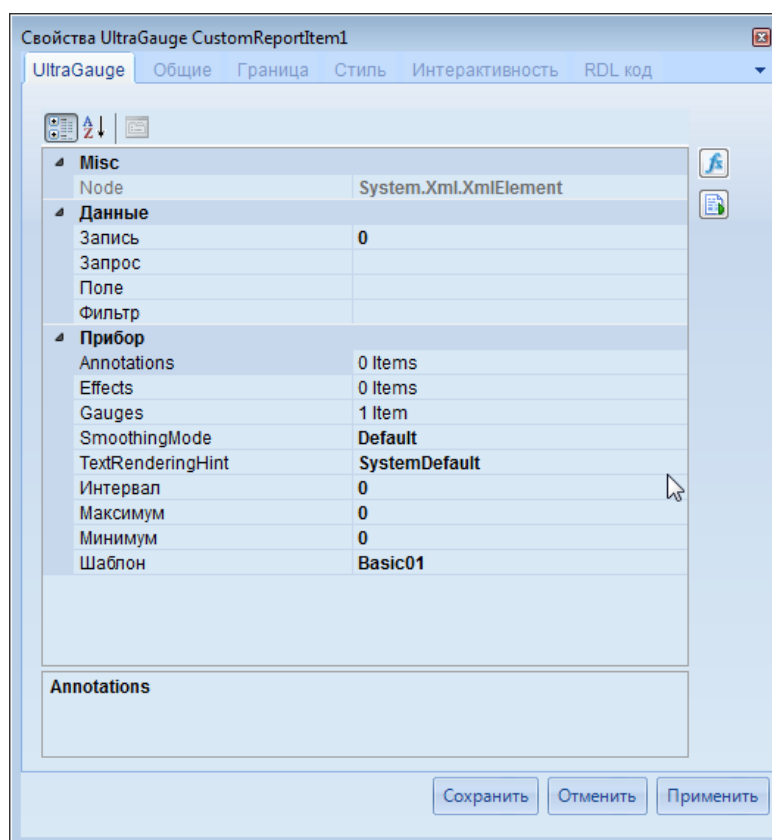 Свойства UltraGauge CustomReportItem1
UltraGauge Общие Граница Стиль Интерактивность RDL код
Misc
Node System.Xml.XmlElement
Данные
Запись 0
Запрос
Поле
Фильтр
Прибор
Annotations 0 Items
Effects 0 Items
Gauges 1 Item
SmoothingMode Default
TextRenderingHint SystemDefault
Интервал 0
Максимум 0
Минимум 0
Шаблон Basic01
Annotations
Сохранить Отменить Применить